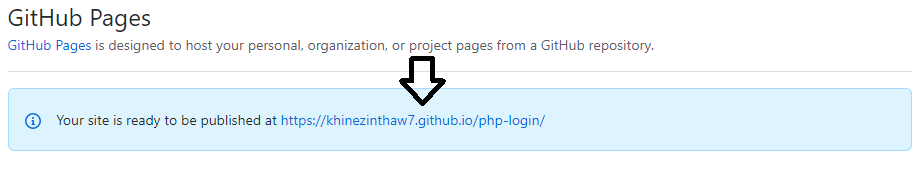 GitHub Pages
GitHub Pages is designed to host your personal, organization, or project pages from a GitHub repository.
Your site is ready to be published at https://khinezinthaw7.github.io/php-login/